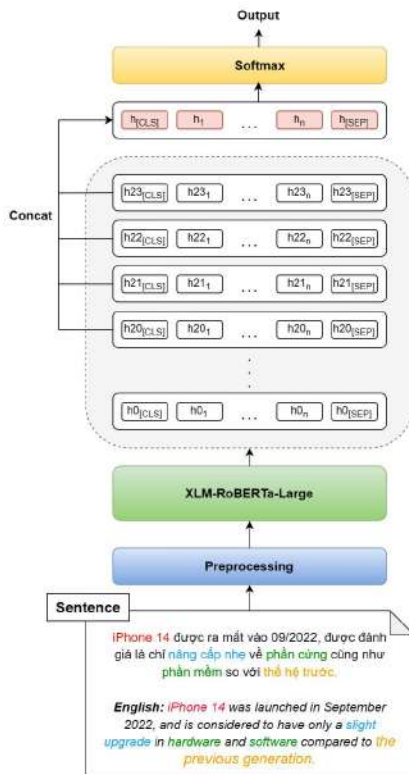 Output
Softmax
h[CLS] h1 ... hn h[SEP]
Concat
h23[CLS] h231 ... h23n h23[SEP]
h22[CLS] h221 ... h22n h22[SEP]
h21[CLS] h211 ... h21n h21[SEP]
h20[CLS] h201 ... h20n h20[SEP]
h0[CLS] h01 ... h0n h0[SEP]
XLM-RoBERTa-Large
Preprocessing
Sentence
iPhone 14 được ra mắt vào 09/2022, được đánh
giá là chỉ nâng cấp nhẹ về phần cứng cũng như
phần mềm so với thế hệ trước.
English: iPhone 14 was launched in September
2022, and is considered to have only a slight
upgrade in hardware and software compared to the
previous generation.